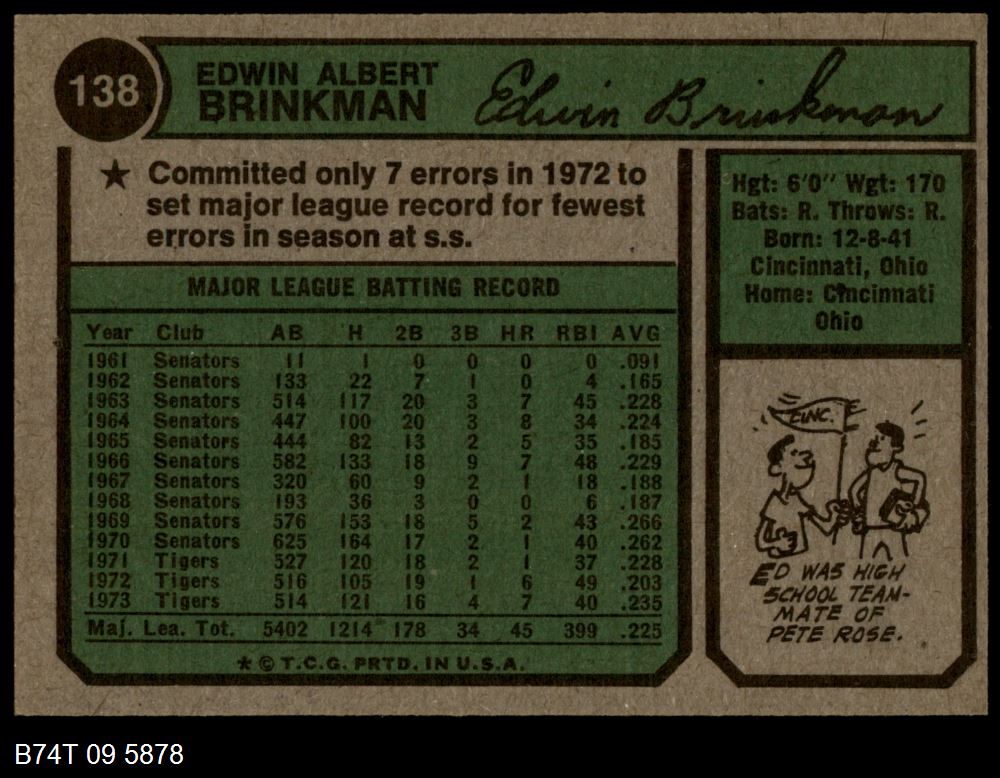 138
EDWIN ALBERT
BRINKMAN
Edwin Brinkman
★ Committed only 7 errors in 1972 to
set major league record for fewest
errors in season at s.s.
Hgt: 6'0" Wgt: 170
Bats: R. Throws: R.
Born: 12-8-41
Cincinnati, Ohio
Home: Cincinnati
Ohio
MAJOR LEAGUE BATTING RECORD
Year Club AB H 2B 3B HR RBI AVG
1961 Senators 11 1 0 0 0 0 .091
1962 Senators 133 22 7 1 0 4 .165
1963 Senators 514 117 20 3 7 45 .228
1964 Senators 447 100 20 3 8 34 .224
1965 Senators 444 82 13 2 5 35 .185
1966 Senators 582 133 18 9 7 48 .229
1967 Senators 320 60 9 2 1 18 .188
1968 Senators 193 36 3 0 0 6 .187
1969 Senators 576 153 18 5 2 43 .266
1970 Senators 625 164 17 2 1 40 .262
1971 Tigers 527 120 18 2 1 37 .228
1972 Tigers 516 105 19 1 6 49 .203
1973 Tigers 514 121 16 4 7 40 .235
Maj. Lea. Tot. 5402 1214 178 34 45 399 .225
★ © T.C.G. PRTD. IN U.S.A.
CINC.
ED WAS HIGH
SCHOOL TEAM-
MATE OF
PETE ROSE.
B74T 09 5878